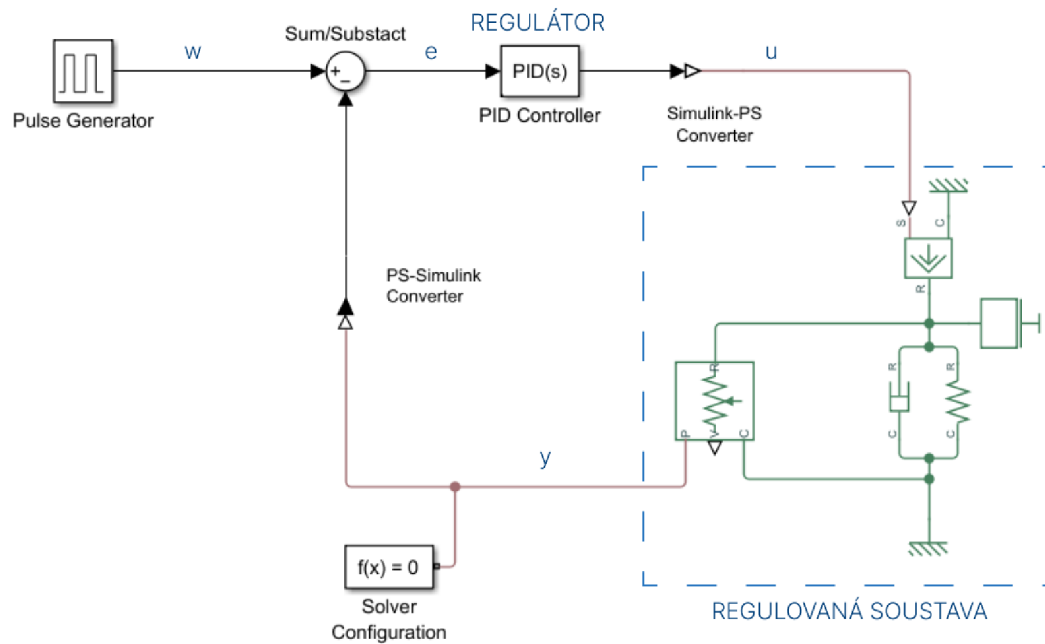 REGULÁTOR
Sum/Substact
w
e
u
+
−
PID(s)
Pulse Generator
PID Controller
Simulink-PS
Converter
S
C
R
PS-Simulink
Converter
R
R
R
P
V
C
C
C
y
f(x) = 0
Solver
Configuration
REGULOVANÁ SOUSTAVA